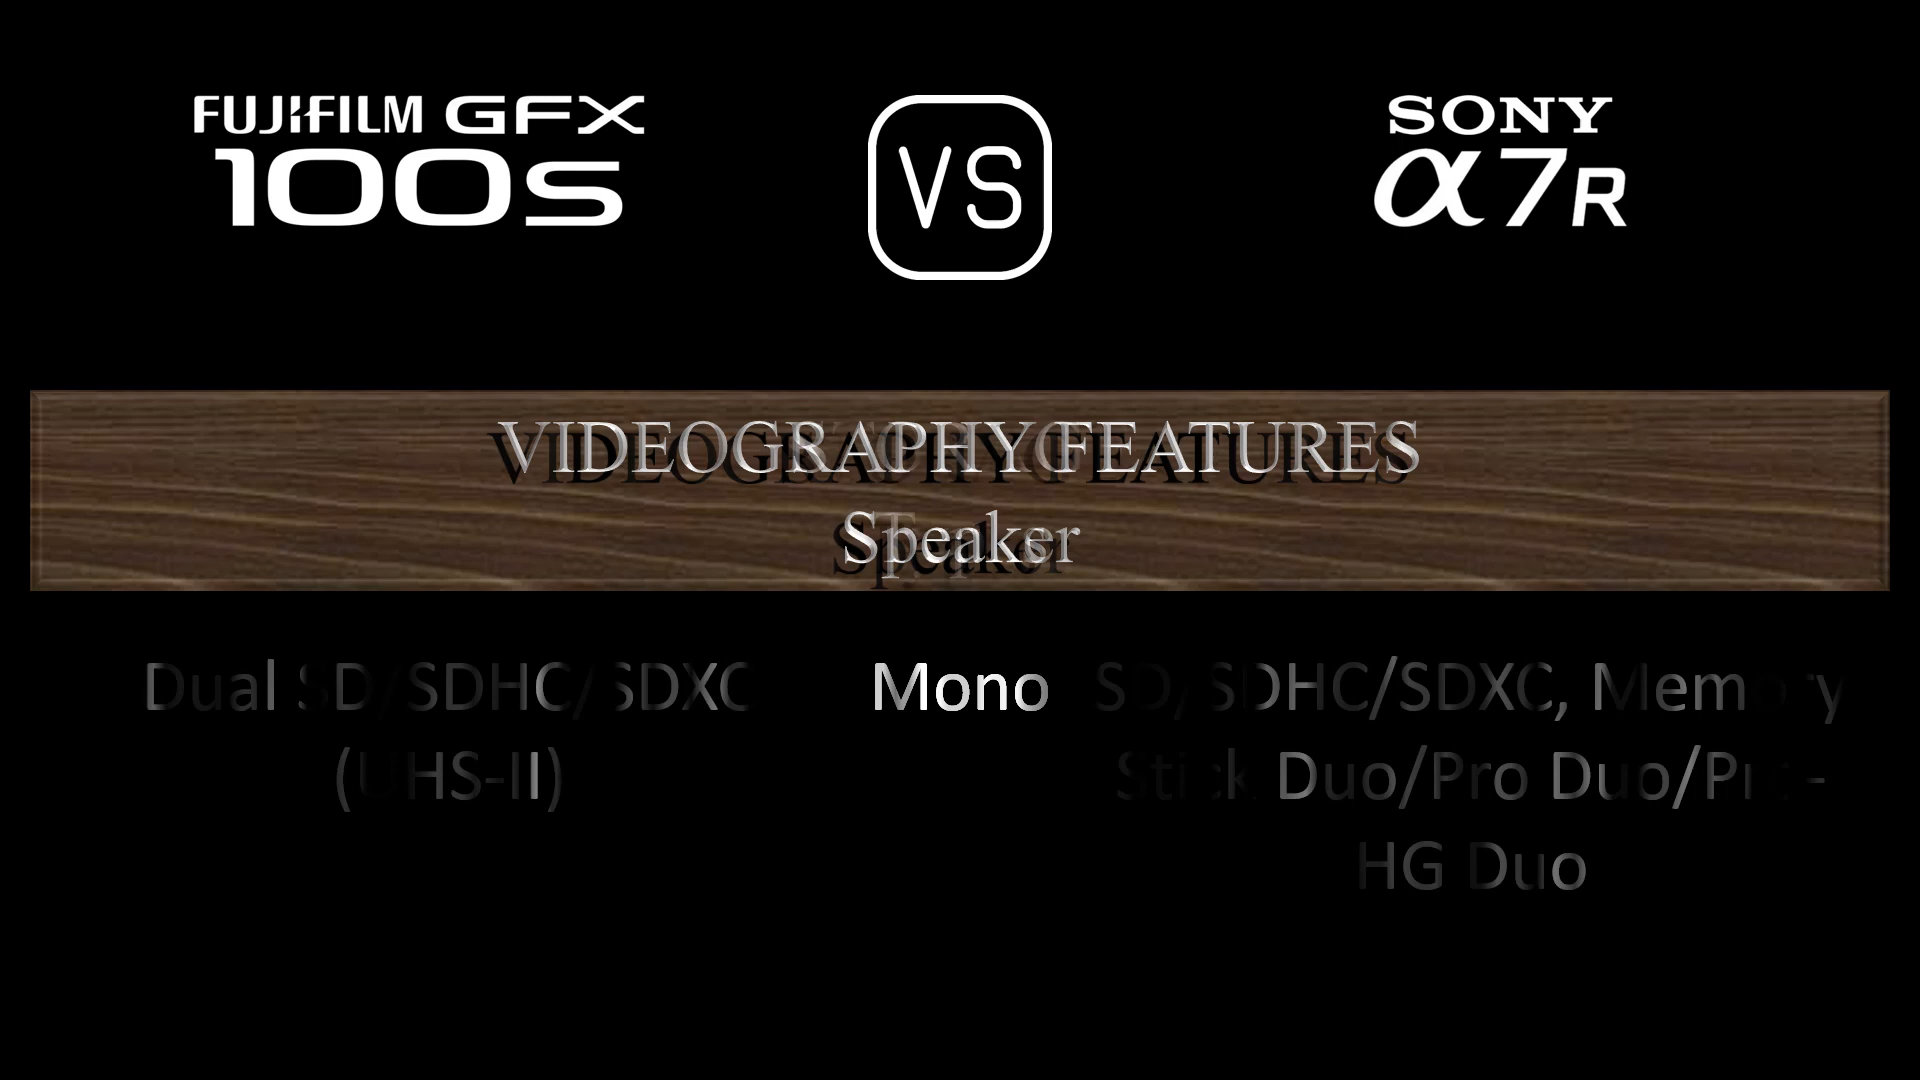 FUJIFILM GFX
100S
VS
SONY
α7R
VIDEOGRAPHY FEATURES
Speaker
Dual SD/SDHC/SDXC
(UHS-II)
Mono
SD/SDHC/SDXC, Memory
Stick Duo/Pro Duo/Pro-
HG Duo